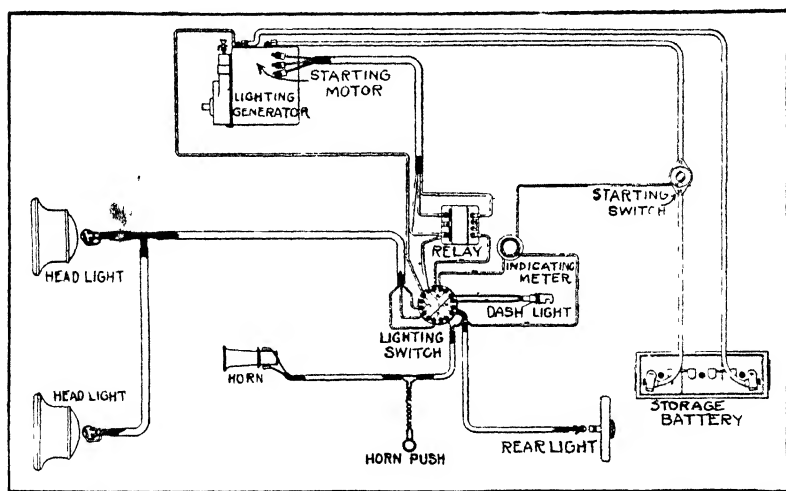 STARTING
MOTOR
LIGHTING
GENERATOR
STARTING
SWITCH
RELAY
INDICATING
METER
HEAD LIGHT
DASH LIGHT
LIGHTING
SWITCH
HORN
HEAD LIGHT
STORAGE
BATTERY
REAR LIGHT
HORN PUSH